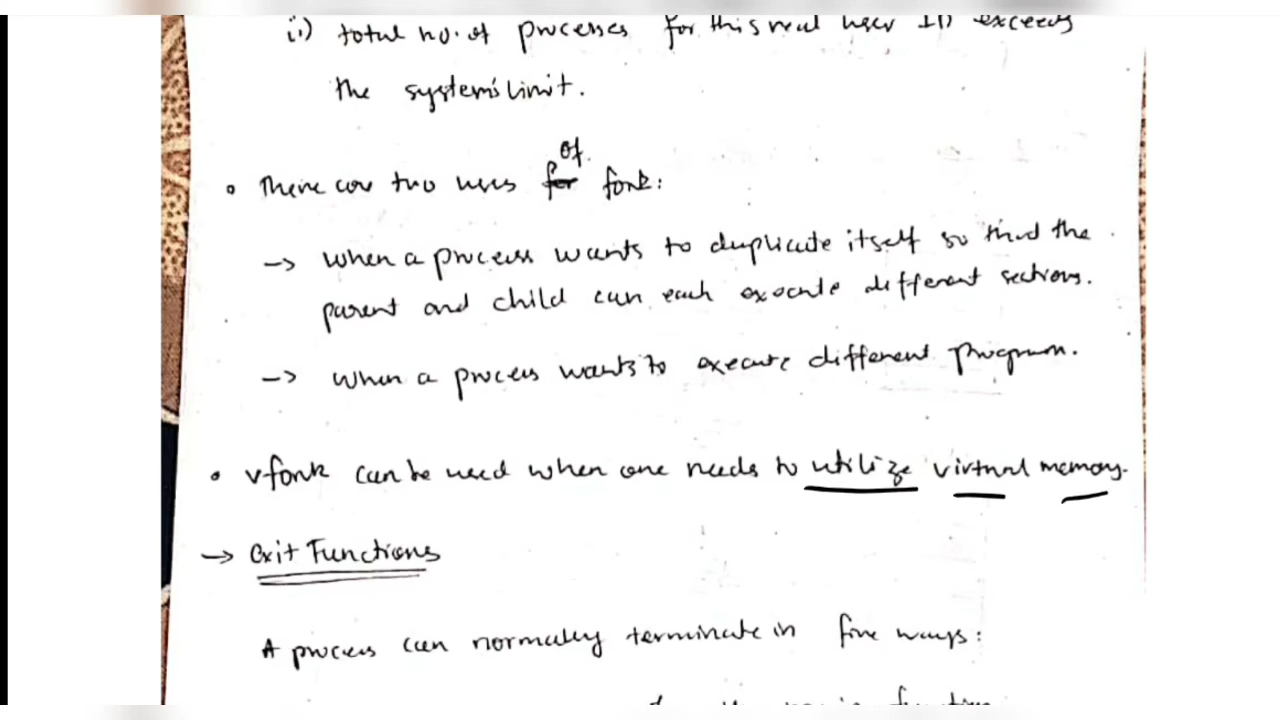 ii) total no. of processes for this real user ID exceeds
the system's limit.
• There are two uses for of fork:
-> when a process wants to duplicate itself so that the
parent and child can each execute different sections.
-> when a process wants to execute different program.
• vfork can be used when one needs to utilize virtual memory.
-> Exit Functions
A process can normally terminate in five ways:
main function